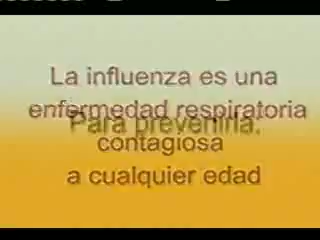 La influenza es una
enfermedad respiratoria
Para prevenirla:
contagiosa
a cualquier edad